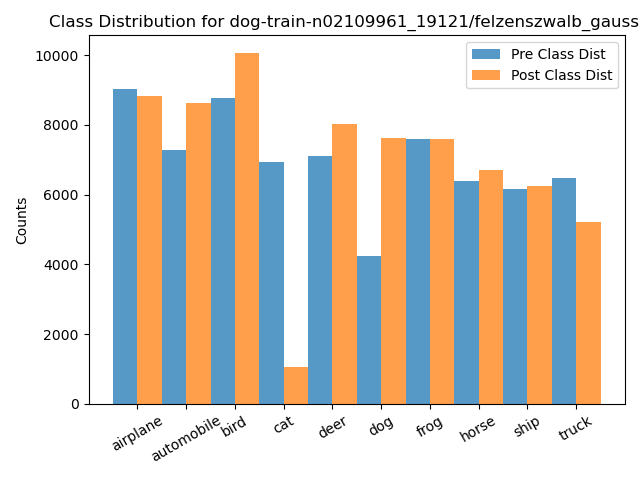 Class Distribution for dog-train-n02109961_19121/felzenszwalb_gauss
Pre Class Dist
Post Class Dist
Counts
10000
8000
6000
4000
2000
0
airplane
automobile
bird
cat
deer
dog
frog
horse
ship
truck